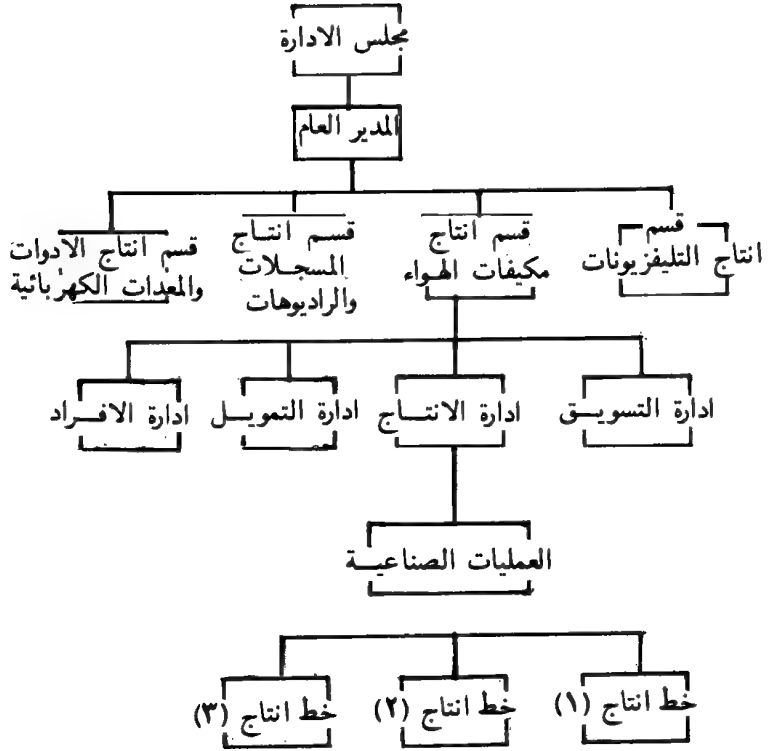 مجلس الادارة
المدير العام
قسم
انتاج التليفزيونات
قسم انتاج
مكيفات الهواء
قسم انتاج
المسجلات
والراديوهات
قسم انتاج الادوات
والمعدات الكهربائية
ادارة التسويق
ادارة الانتاج
ادارة التمويل
ادارة الافراد
العمليات الصناعية
خط انتاج (١)
خط انتاج (٢)
خط انتاج (٣)